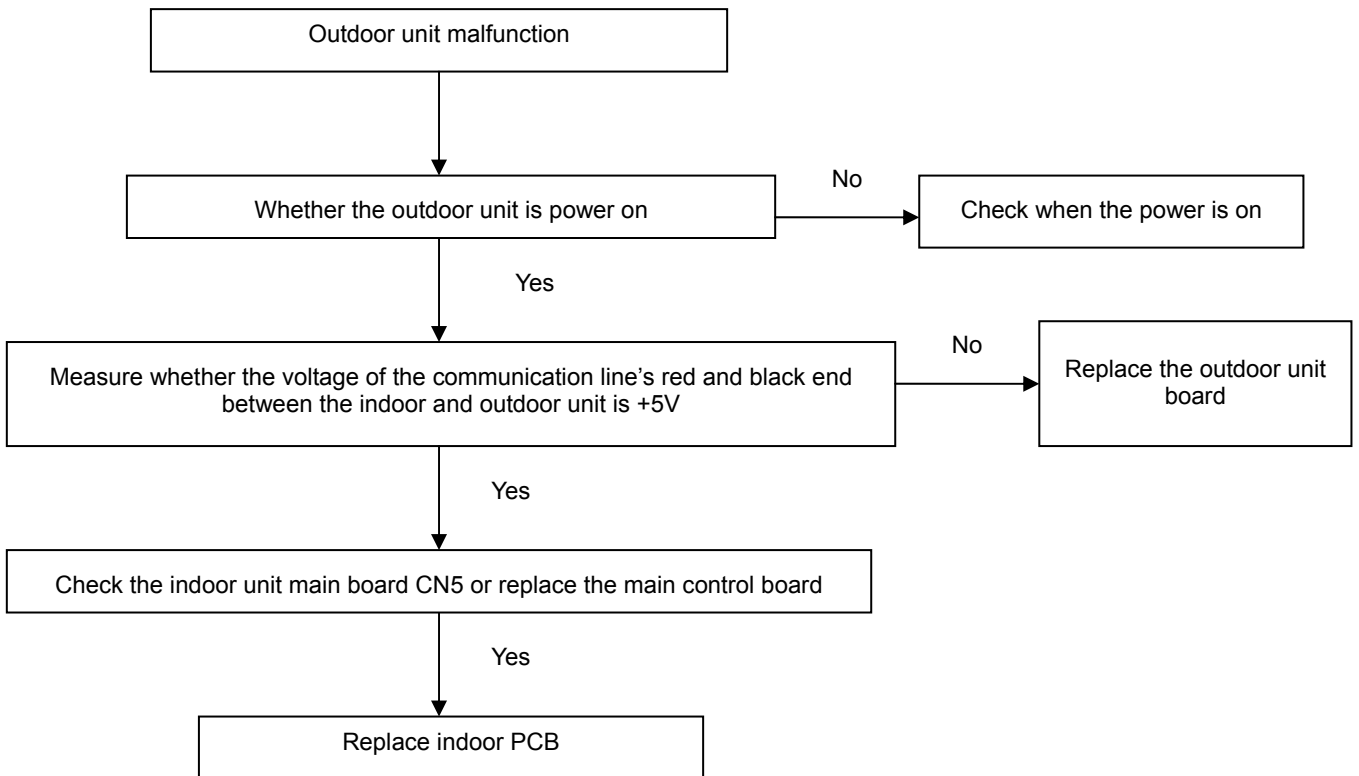 Outdoor unit malfunction
No
Whether the outdoor unit is power on
Check when the power is on
Yes
No
Measure whether the voltage of the communication line’s red and black end
between the indoor and outdoor unit is +5V
Replace the outdoor unit
board
Yes
Check the indoor unit main board CN5 or replace the main control board
Yes
Replace indoor PCB